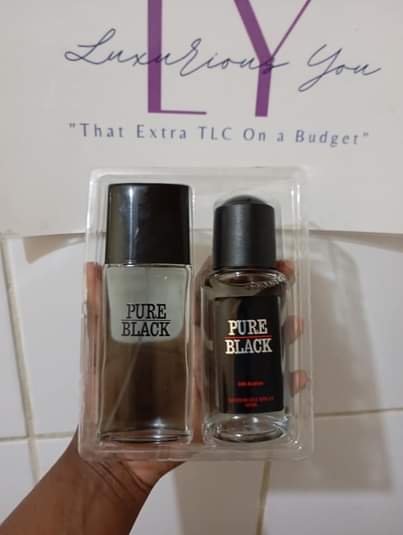 LY
Luxurious You
"That Extra TLC On a Budget"
PURE
BLACK
PURE
BLACK